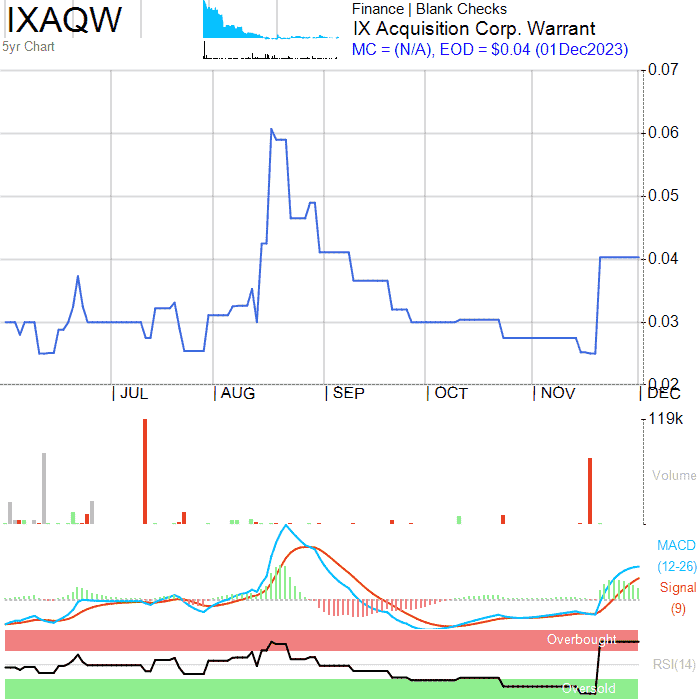 IXAQW
5yr Chart
Finance | Blank Checks
IX Acquisition Corp. Warrant
MC = (N/A), EOD = $0.04 (01Dec2023)
0.07
0.06
0.05
0.04
0.03
0.02
JUL
AUG
SEP
OCT
NOV
DEC
119k
Volume
MACD
(12-26)
Signal
(9)
Overbought
RSI(14)
Oversold